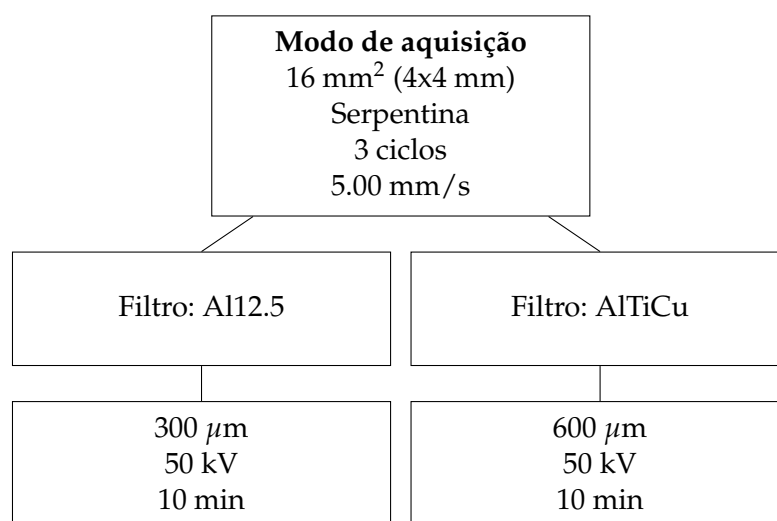 Modo de aquisição
16 mm² (4x4 mm)
Serpentina
3 ciclos
5.00 mm/s
Filtro: Al12.5
Filtro: AlTiCu
300 µm
50 kV
10 min
600 µm
50 kV
10 min